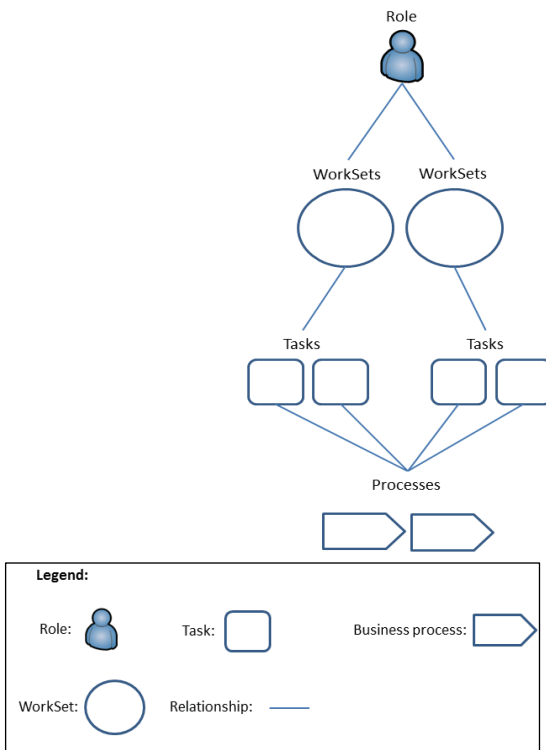 Role
WorkSets WorkSets
Tasks Tasks
Processes
Legend:
Role: Task: Business process:
WorkSet: Relationship: